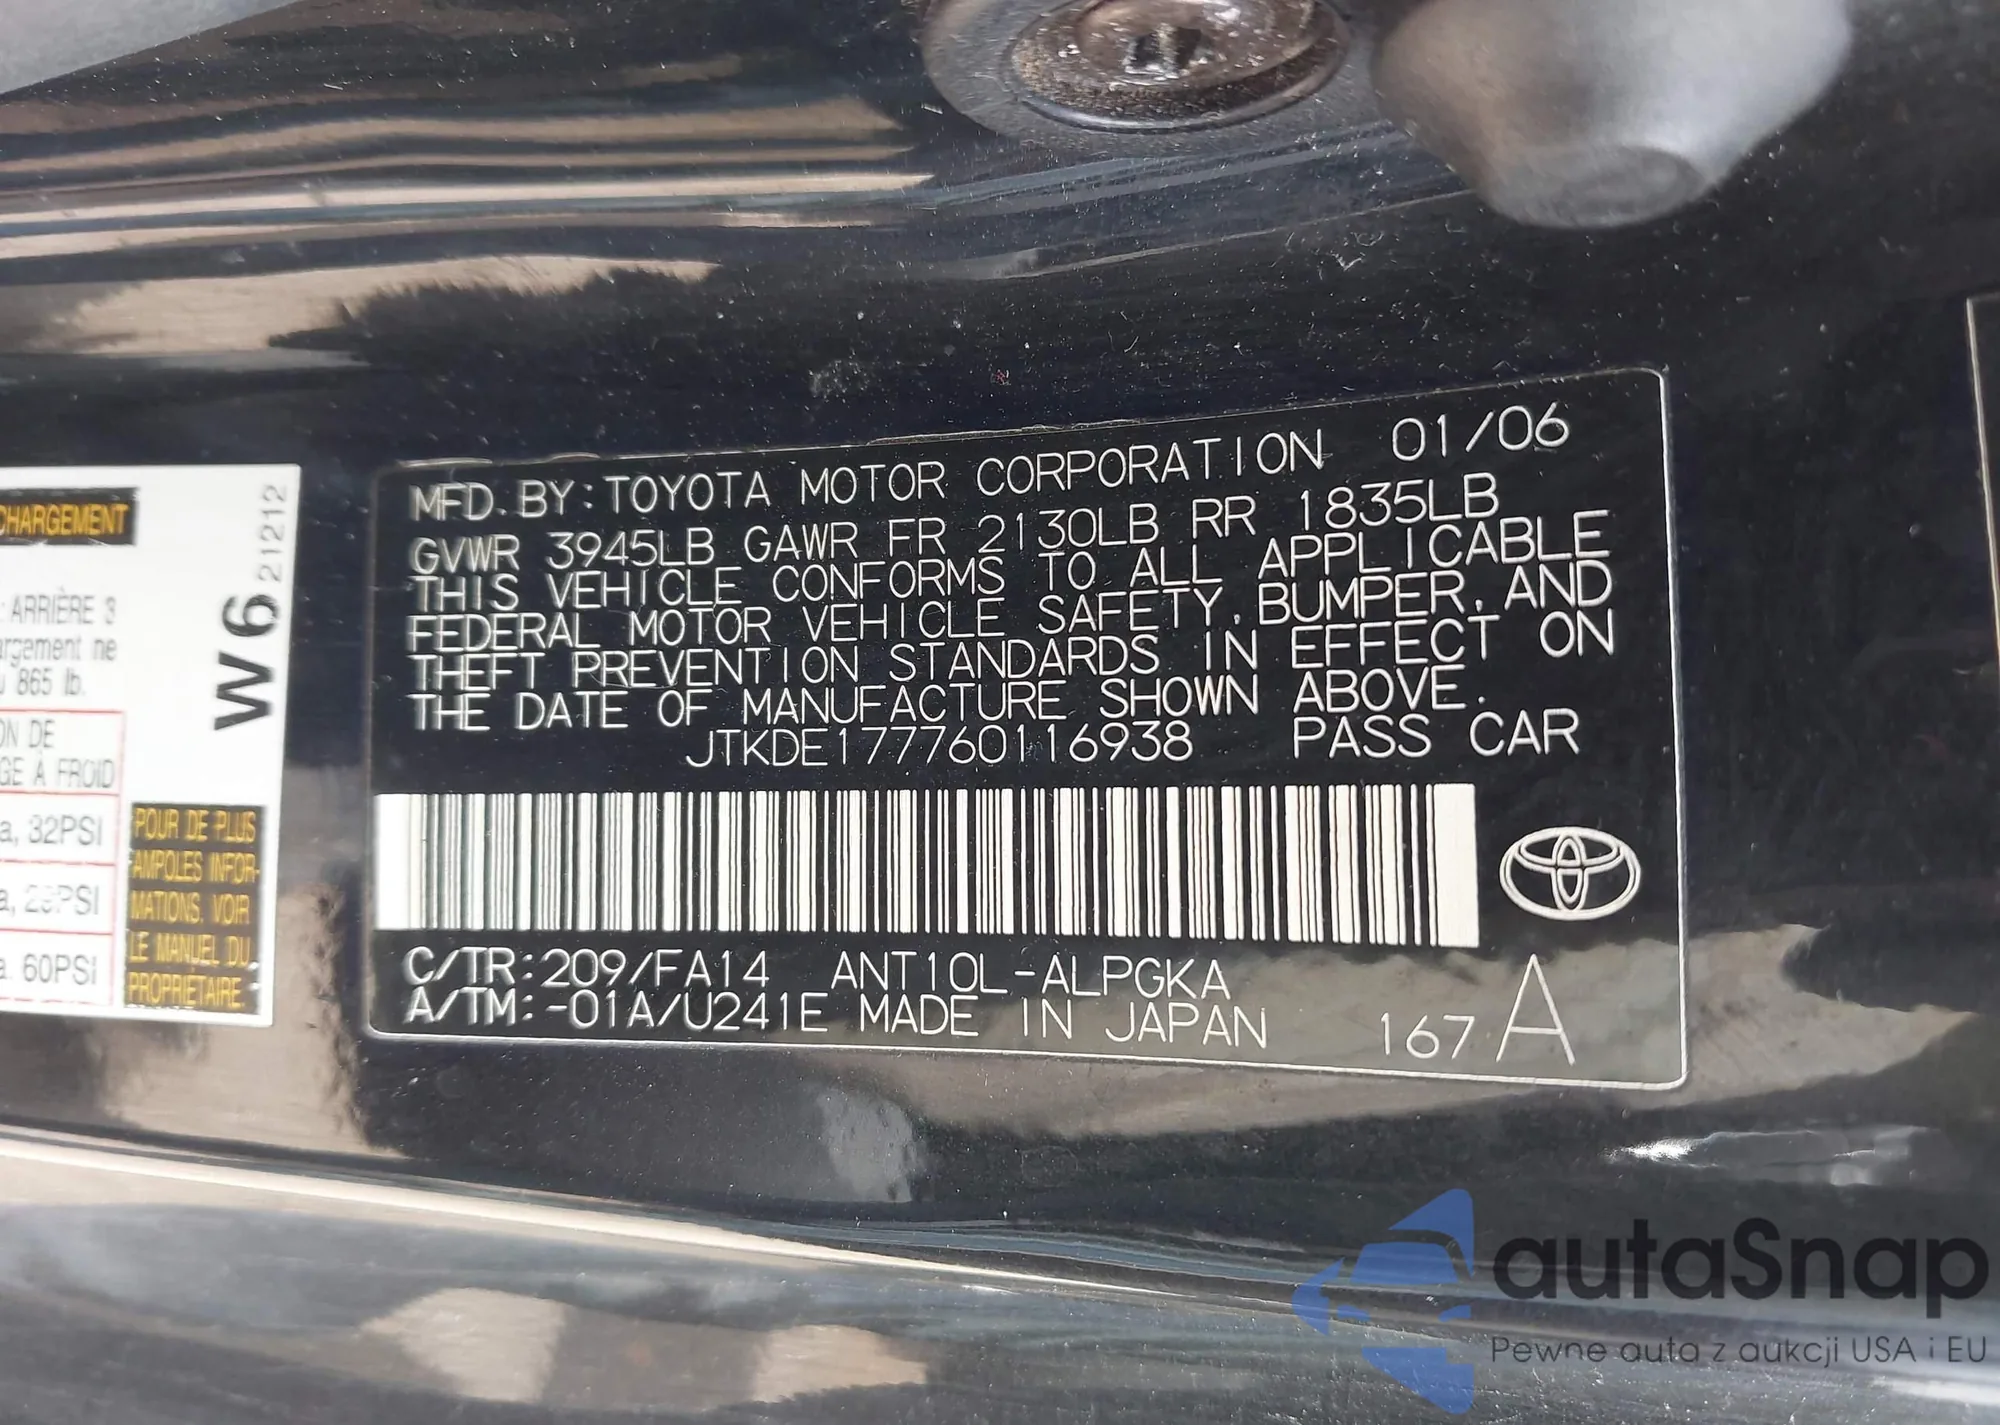 MFD. BY: TOYOTA MOTOR CORPORATION 01/06
GVWR 3945LB GAWR FR 2130LB RR 1835LB
THIS VEHICLE CONFORMS TO ALL APPLICABLE
FEDERAL MOTOR VEHICLE SAFETY, BUMPER, AND
THEFT PREVENTION STANDARDS IN EFFECT ON
THE DATE OF MANUFACTURE SHOWN ABOVE.
JTKDE177760116938 PASS CAR
C/TR: 209/FA14 ANT10L-ALPGKA
A/TM: -01A/U241E MADE IN JAPAN
167 A
CHARGEMENT
: ARRIÈRE 3
argement ne
865 lb.
ON DE
GE À FROID
a, 32PSI
a, 29PSI
a 60PSI
W6 21212
POUR DE PLUS
AMPOLES INFOR-
MATIONS, VOIR
LE MANUEL DU
PROPRIÉTAIRE.
autaSnap
Pewne auta z aukcji USA i EU